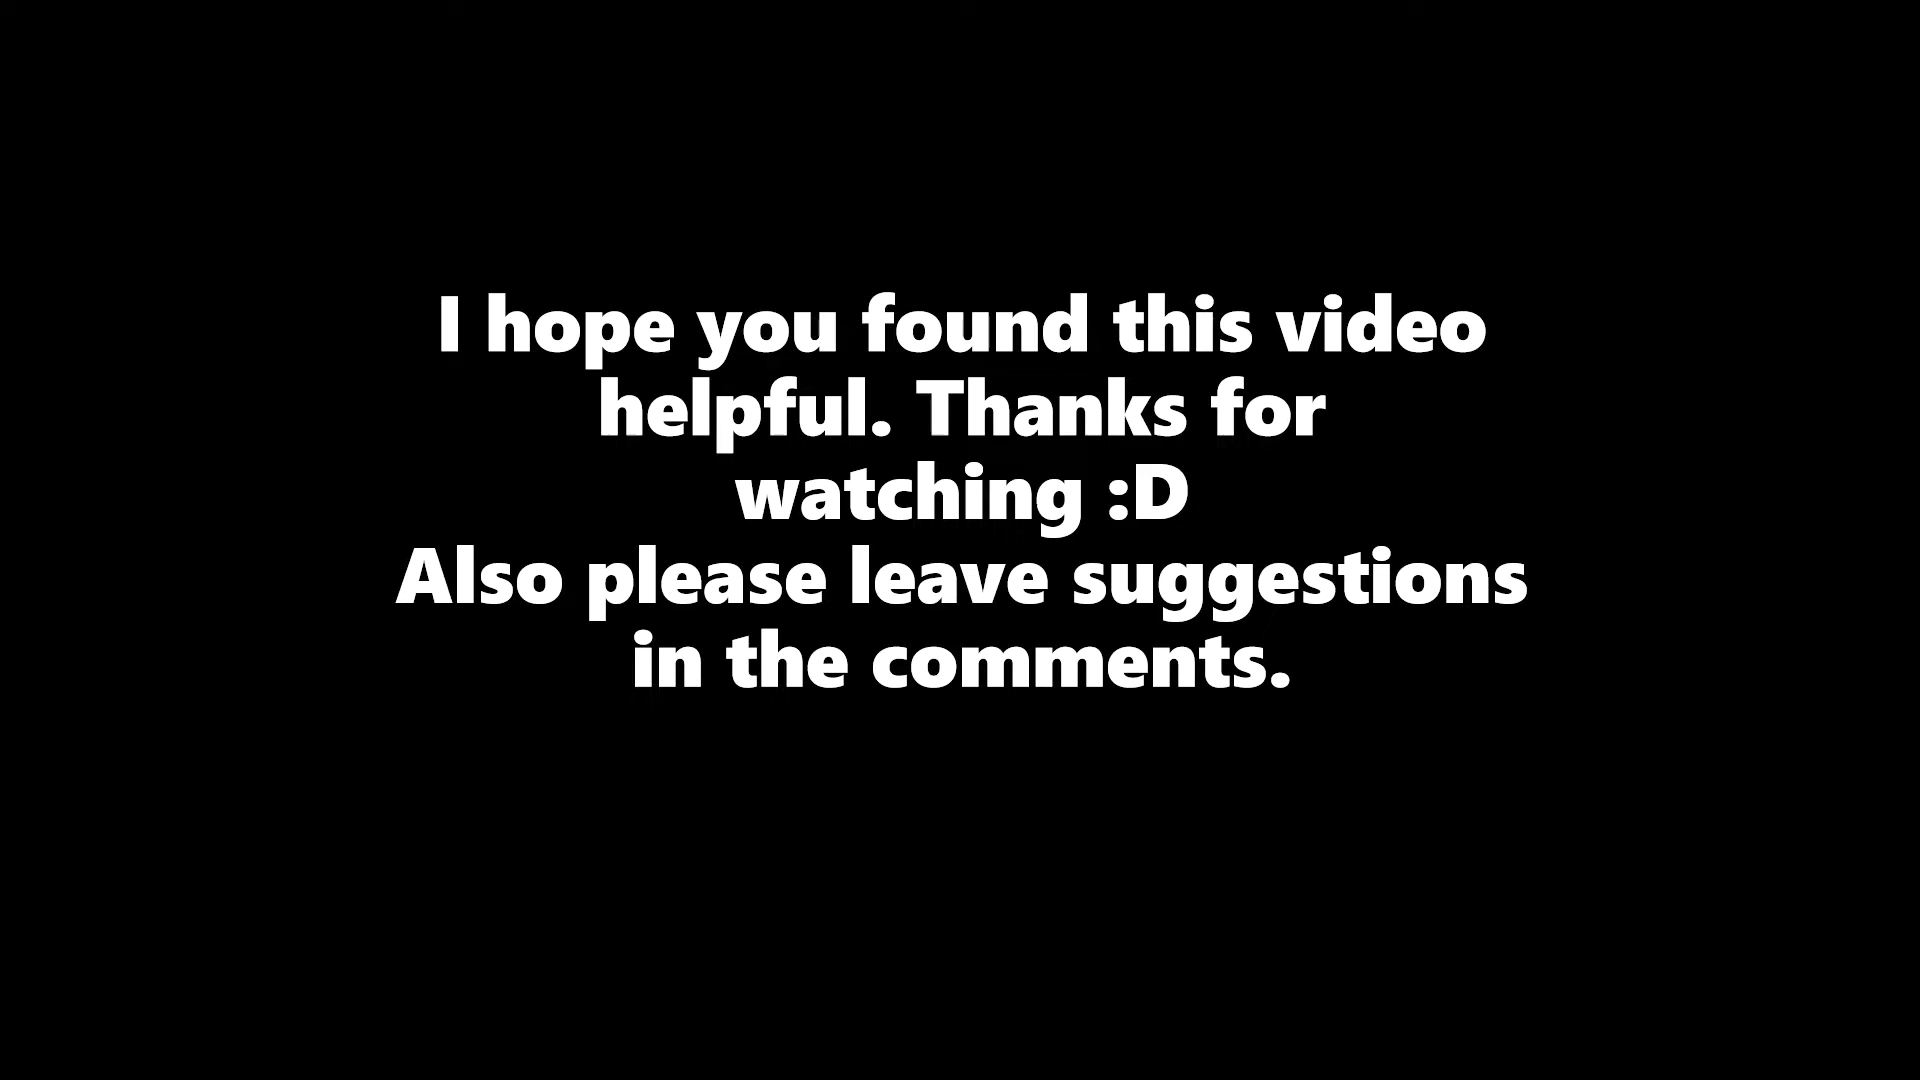 I hope you found this video
helpful. Thanks for
watching :D
Also please leave suggestions
in the comments.